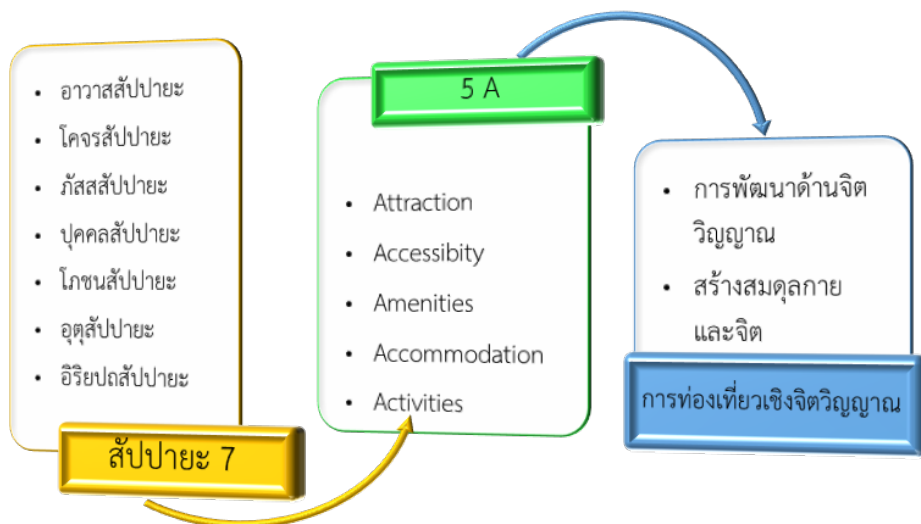 • อาวาสสัปปายะ
• โคจรสัปปายะ
• ภัสสสัปปายะ
• ปุคคลสัปปายะ
• โภชนสัปปายะ
• อุตุสัปปายะ
• อิริยปถสัปปายะ
สัปปายะ 7
5 A
• Attraction
• Accessibity
• Amenities
• Accommodation
• Activities
• การพัฒนาด้านจิต
วิญญาณ
• สร้างสมดุลกาย
และจิต
การท่องเที่ยวเชิงจิตวิญญาณ